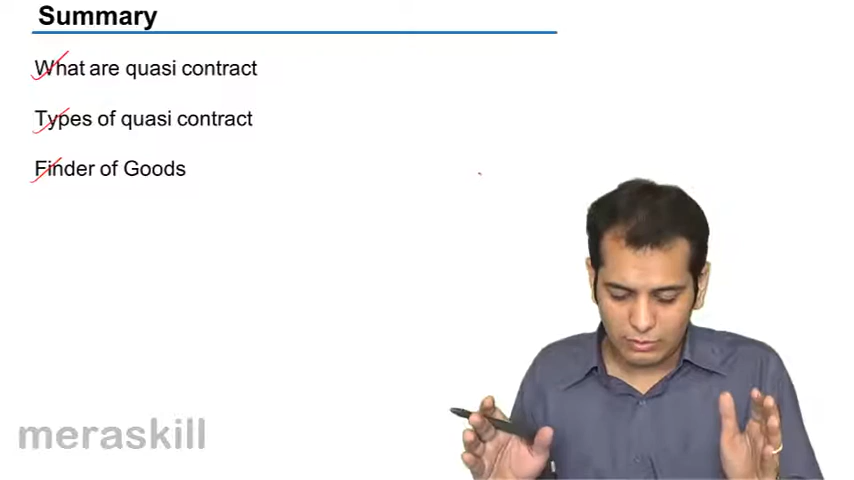 Summary
What are quasi contract
Types of quasi contract
Finder of Goods
meraskill